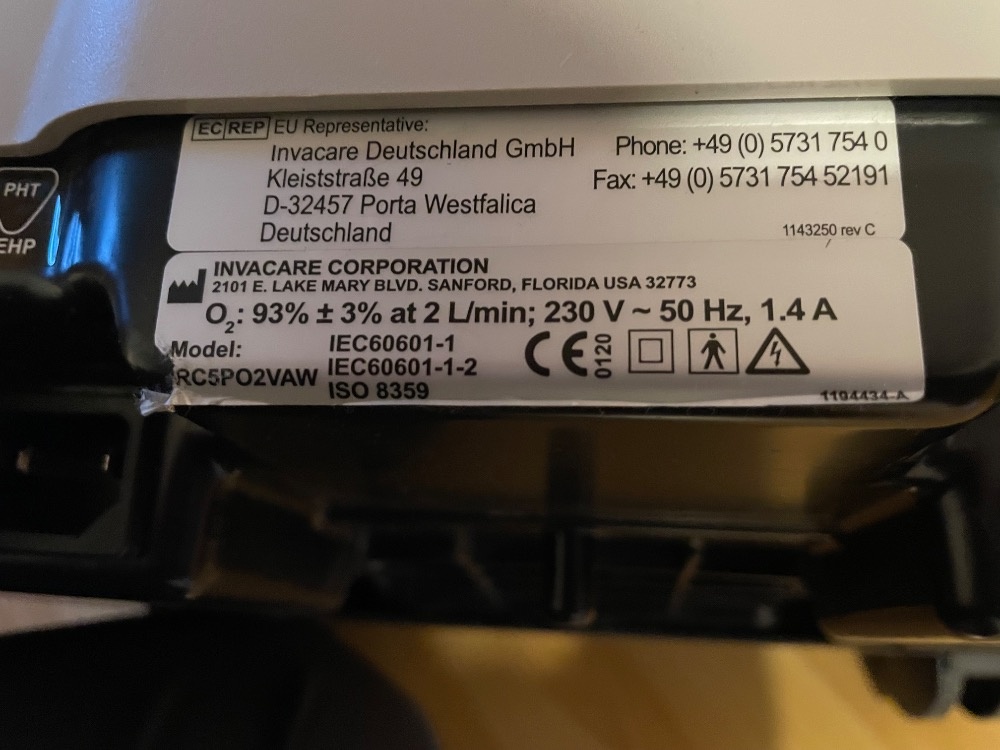 PHT
EHP
EC REP EU Representative:
Invacare Deutschland GmbH
Kleiststraße 49
D-32457 Porta Westfalica
Deutschland
Phone: +49 (0) 5731 754 0
Fax: +49 (0) 5731 754 52191
1143250 rev C
INVACARE CORPORATION
2101 E. LAKE MARY BLVD. SANFORD, FLORIDA USA 32773
O₂: 93% ± 3% at 2 L/min; 230 V ~ 50 Hz, 1.4 A
Model:
RC5PO2VAW
IEC60601-1
IEC60601-1-2
ISO 8359
CE 0120
1104434-A